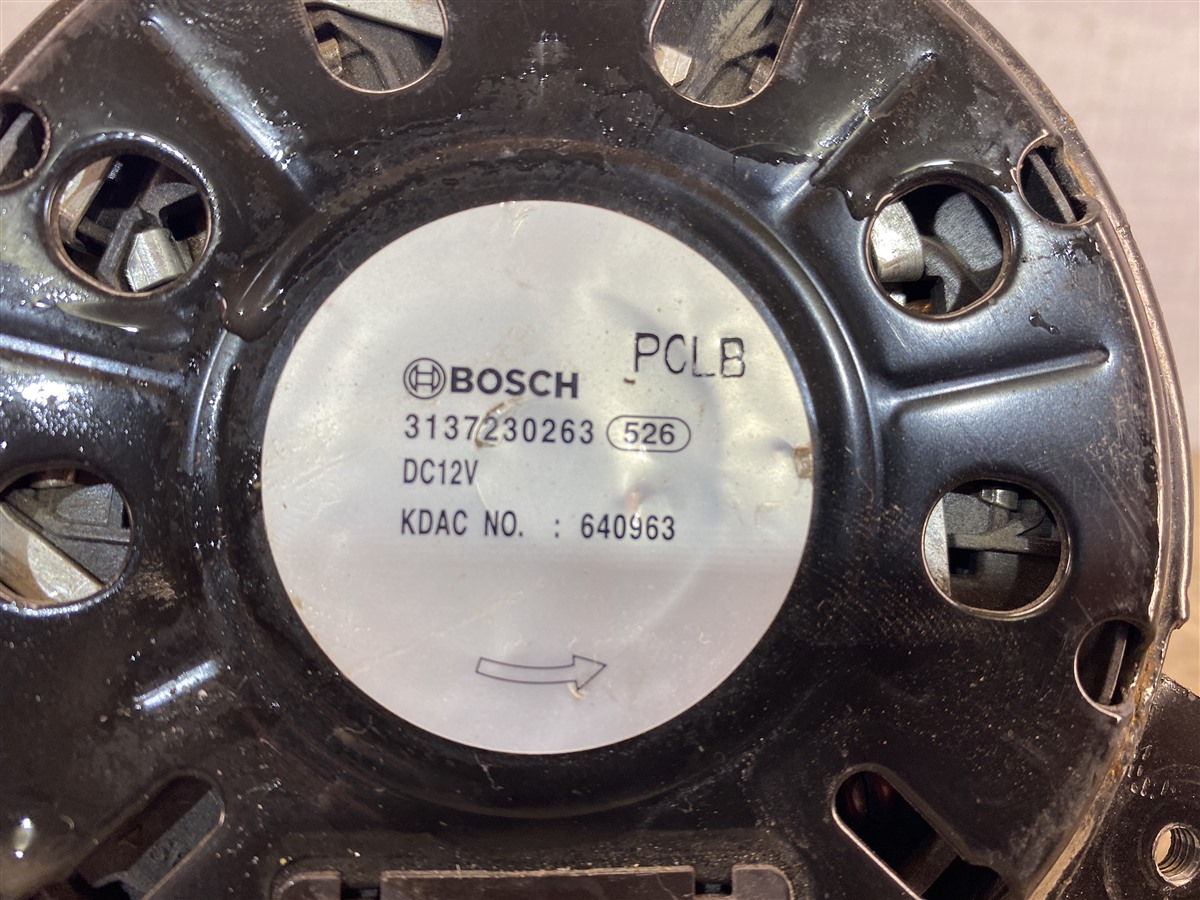 PCLB
BOSCH
3137230263 526
DC12V
KDAC NO. : 640963